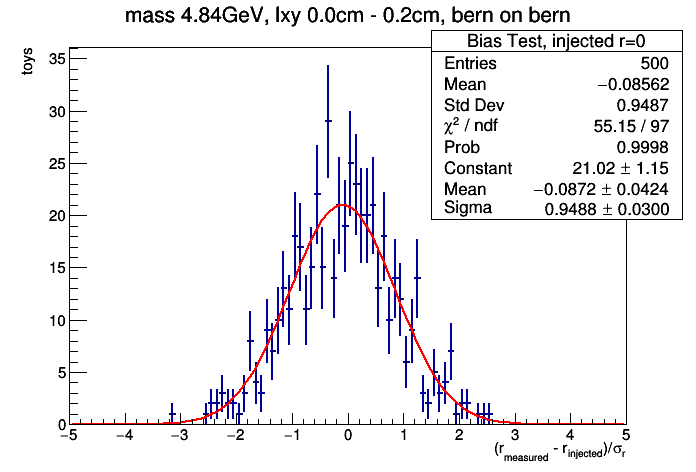 mass 4.84GeV, lxy 0.0cm - 0.2cm, bern on bern
Bias Test, injected r=0
Entries 500
Mean −0.08562
Std Dev 0.9487
χ² / ndf 55.15 / 97
Prob 0.9998
Constant 21.02 ± 1.15
Mean −0.0872 ± 0.0424
Sigma 0.9488 ± 0.0300
toys
35
30
25
20
15
10
5
0
−5 −4 −3 −2 −1 0 1 2 3 4 5
(r_measured - r_injected)/σ_r